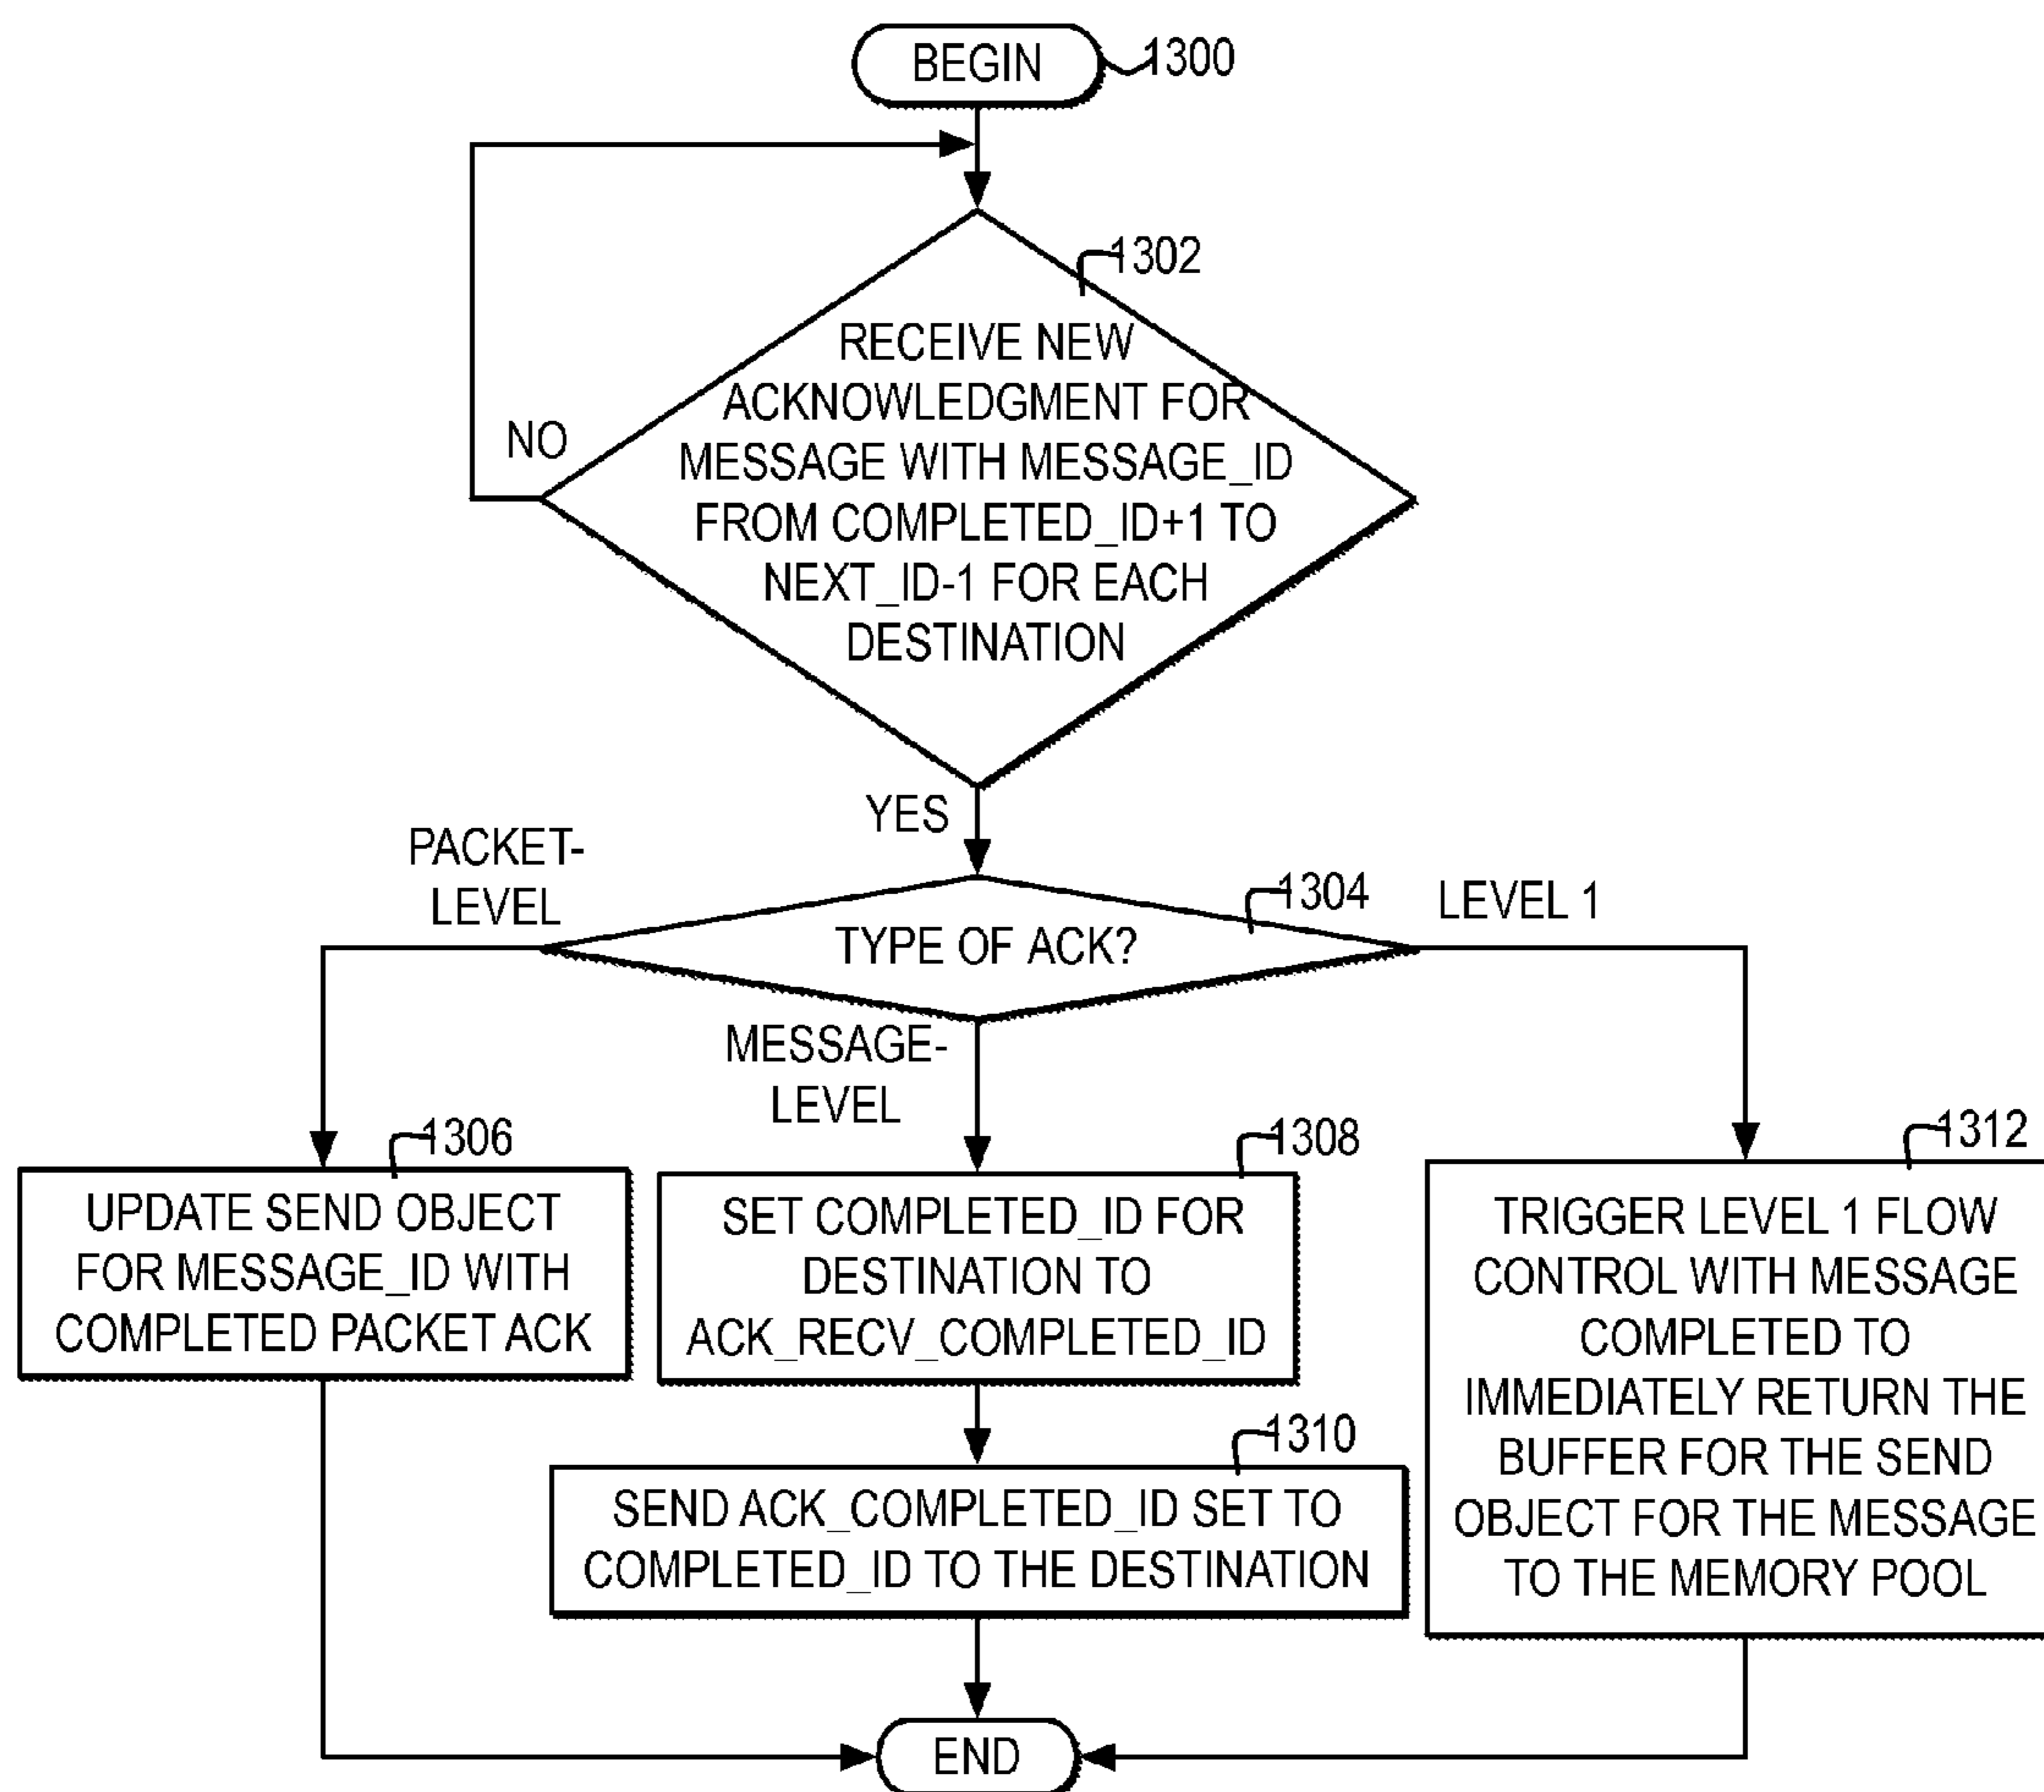 BEGIN
1300
1302
RECEIVE NEW
ACKNOWLEDGMENT FOR
MESSAGE WITH MESSAGE_ID
FROM COMPLETED_ID+1 TO
NEXT_ID-1 FOR EACH
DESTINATION
NO
YES
PACKET-
LEVEL
1304
TYPE OF ACK?
LEVEL 1
MESSAGE-
LEVEL
1306
UPDATE SEND OBJECT
FOR MESSAGE_ID WITH
COMPLETED PACKET ACK
1308
SET COMPLETED_ID FOR
DESTINATION TO
ACK_RECV_COMPLETED_ID
1310
SEND ACK_COMPLETED_ID SET TO
COMPLETED_ID TO THE DESTINATION
1312
TRIGGER LEVEL 1 FLOW
CONTROL WITH MESSAGE
COMPLETED TO
IMMEDIATELY RETURN THE
BUFFER FOR THE SEND
OBJECT FOR THE MESSAGE
TO THE MEMORY POOL
END